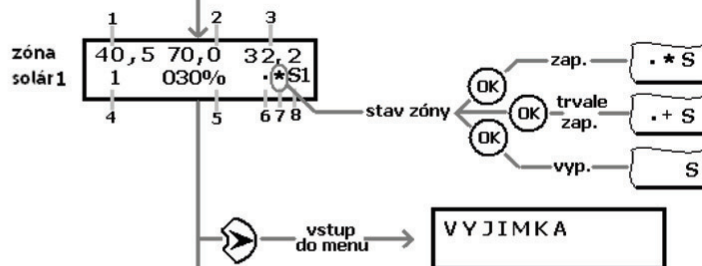 1 2 3
zóna 40,5 70,0 32,2
solár1 1 030% .*S1
4 5 6 7 8
stav zóny
OK zap. .*S
OK trvale zap. .+ S
OK vyp. S
vstup do menu
VYJIMKA